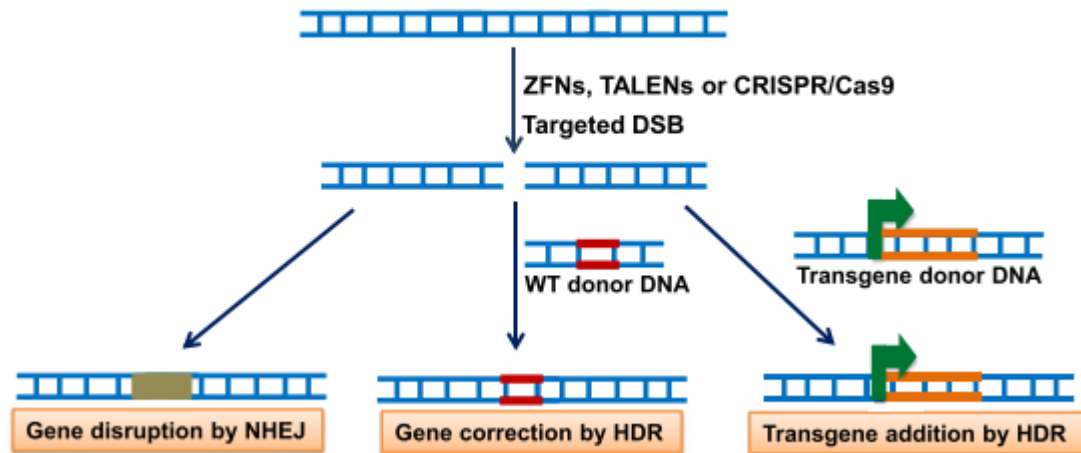 ZFNs, TALENs or CRISPR/Cas9
Targeted DSB
WT donor DNA
Transgene donor DNA
Gene disruption by NHEJ
Gene correction by HDR
Transgene addition by HDR